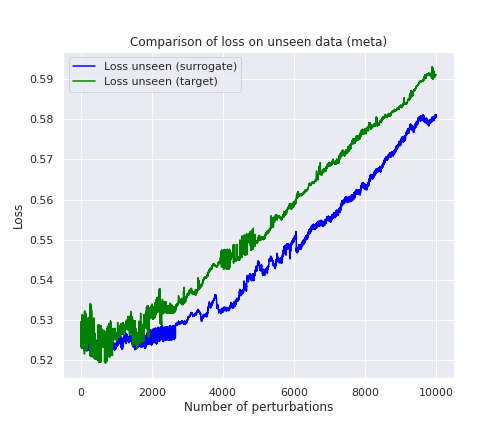 Comparison of loss on unseen data (meta)
Loss unseen (surrogate)
Loss unseen (target)
0.59
0.58
0.57
0.56
0.55
0.54
0.53
0.52
Loss
0 2000 4000 6000 8000 10000
Number of perturbations